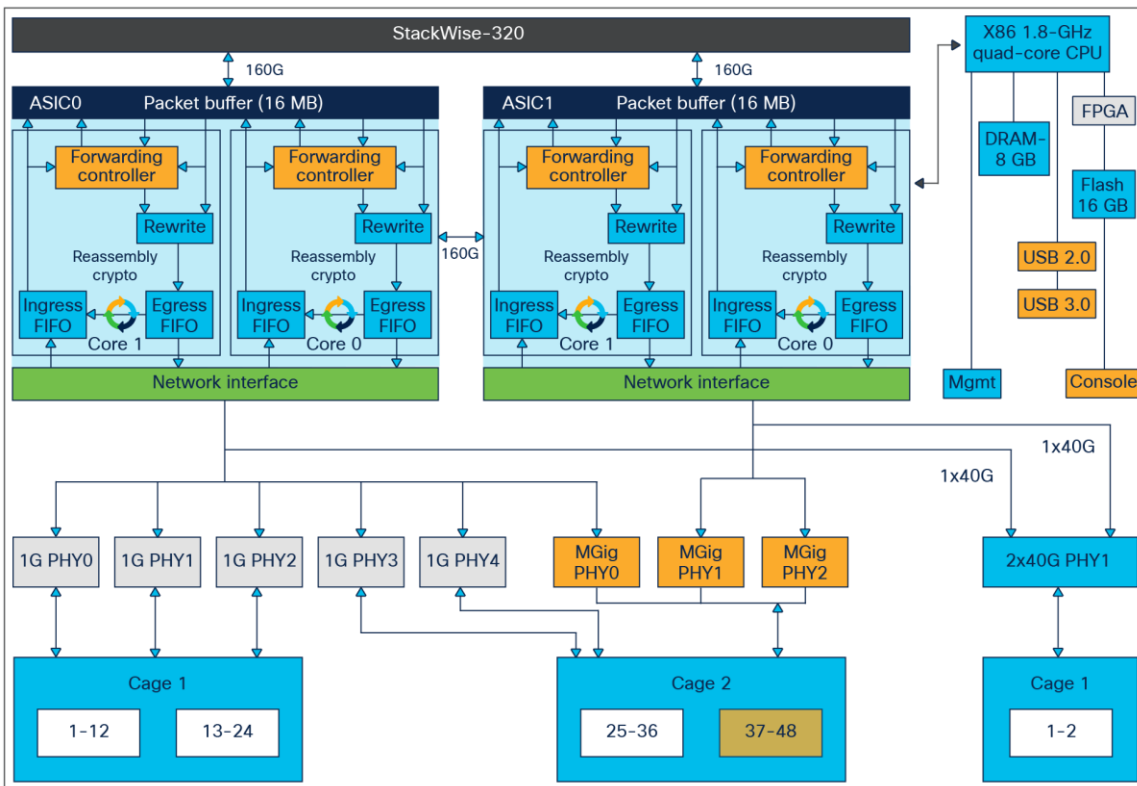 StackWise-320
160G
160G
ASIC0
Packet buffer (16 MB)
Forwarding
controller
Forwarding
controller
Rewrite
Rewrite
Reassembly
crypto
Reassembly
crypto
Ingress
FIFO
Egress
FIFO
Ingress
FIFO
Egress
FIFO
Core 1
Core 0
Network interface
160G
ASIC1
Packet buffer (16 MB)
Forwarding
controller
Forwarding
controller
Rewrite
Rewrite
Reassembly
crypto
Reassembly
crypto
Ingress
FIFO
Egress
FIFO
Ingress
FIFO
Egress
FIFO
Core 1
Core 0
Network interface
X86 1.8-GHz
quad-core CPU
FPGA
DRAM-
8 GB
Flash
16 GB
USB 2.0
USB 3.0
Mgmt
Console
1x40G
1x40G
1G PHY0
1G PHY1
1G PHY2
1G PHY3
1G PHY4
MGig
PHY0
MGig
PHY1
MGig
PHY2
2x40G PHY1
Cage 1
1-12
13-24
Cage 2
25-36
37-48
Cage 1
1-2